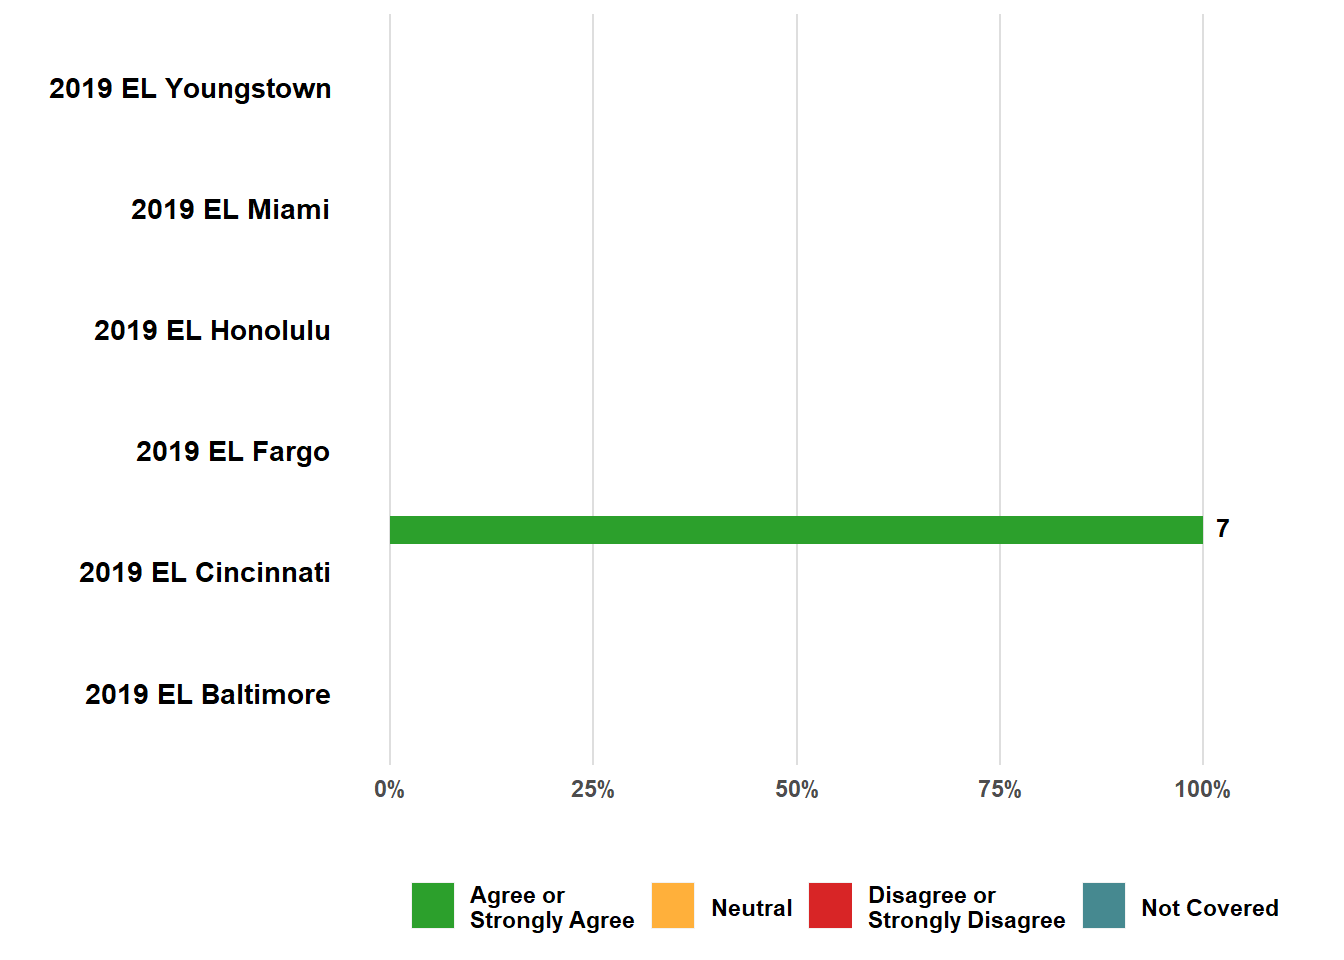 2019 EL Youngstown
2019 EL Miami
2019 EL Honolulu
2019 EL Fargo
7
2019 EL Cincinnati
2019 EL Baltimore
0%
25%
50%
75%
100%
Agree or
Strongly Agree
Neutral
Disagree or
Strongly Disagree
Not Covered